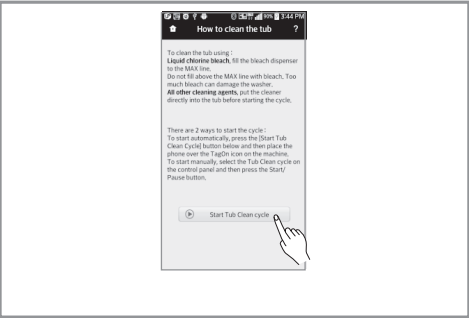 80% 3:44 PM
How to clean the tub ?
To clean the tub using :
Liquid chlorine bleach, fill the bleach dispenser
to the MAX line.
Do not fill above the MAX line with bleach, Too
much bleach can damage the washer.
All other cleaning agents, put the cleaner
directly into the tub before starting the cycle.
There are 2 ways to start the cycle :
To start automatically, press the [Start Tub
Clean Cycle] button below and then place the
phone over the TagOn icon on the machine.
To start manually, select the Tub Clean cycle on
the control panel and then press the Start/
Pause button.
Start Tub Clean cycle